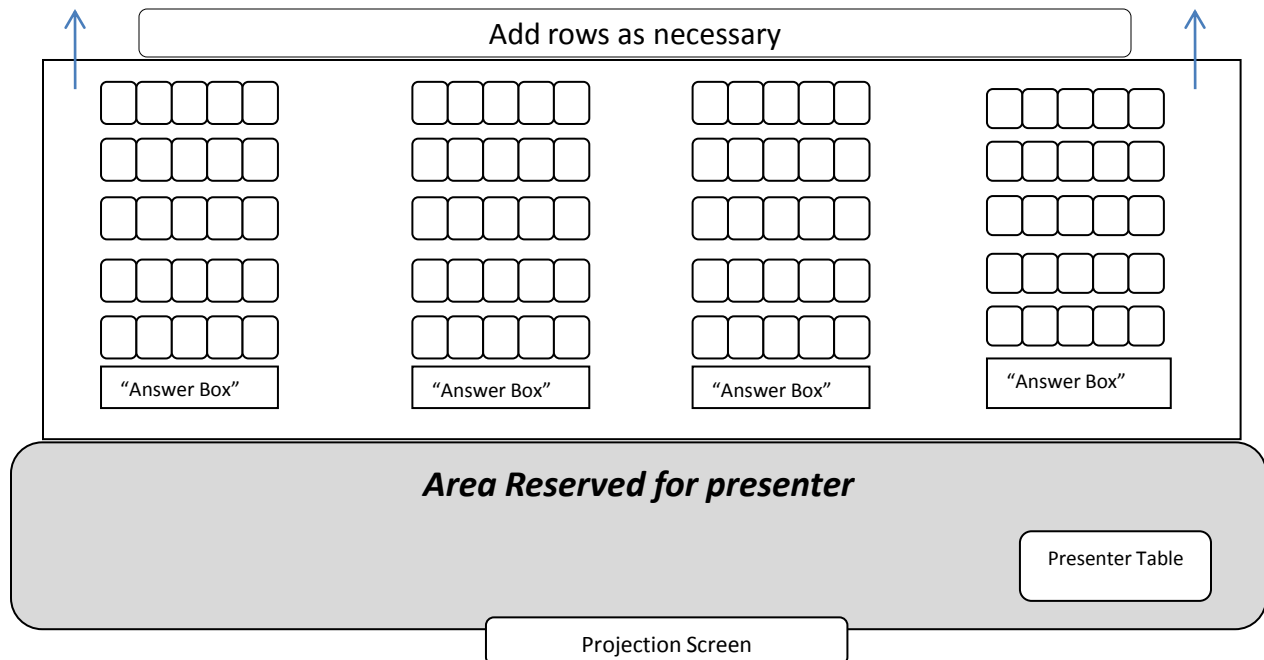 Add rows as necessary
“Answer Box”
“Answer Box”
“Answer Box”
“Answer Box”
Area Reserved for presenter
Presenter Table
Projection Screen